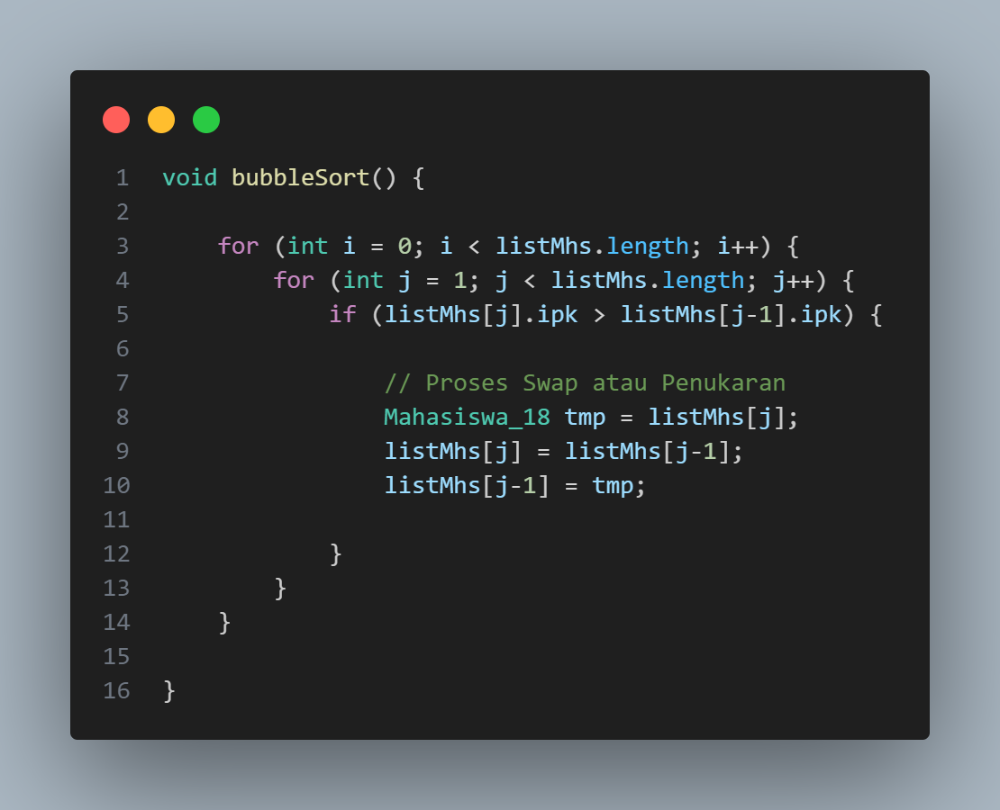 1 void bubbleSort() {
2
3     for (int i = 0; i < listMhs.length; i++) {
4         for (int j = 1; j < listMhs.length; j++) {
5             if (listMhs[j].ipk > listMhs[j-1].ipk) {
6
7                 // Proses Swap atau Penukaran
8                 Mahasiswa_18 tmp = listMhs[j];
9                 listMhs[j] = listMhs[j-1];
10                 listMhs[j-1] = tmp;
11
12             }
13         }
14     }
15
16 }